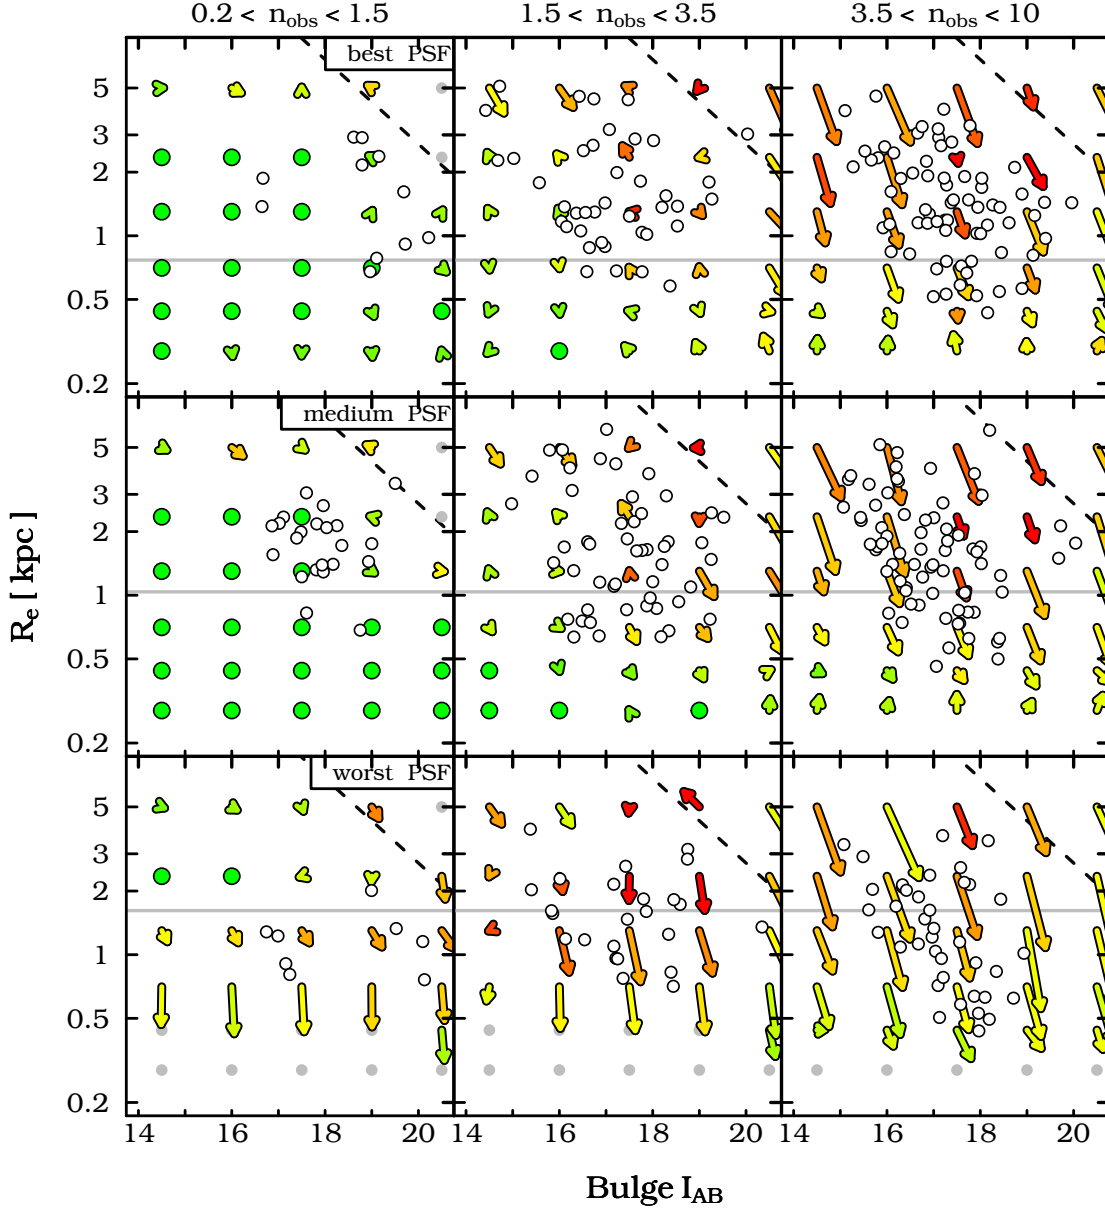 0.2 < n_obs < 1.5 1.5 < n_obs < 3.5 3.5 < n_obs < 10
best PSF
5
3
2
1
0.5
0.2
medium PSF
5
3
2
1
0.5
0.2
worst PSF
5
3
2
1
0.5
0.2
R_e [ kpc]
14 16 18 20 14 16 18 20 14 16 18 20
Bulge I_AB